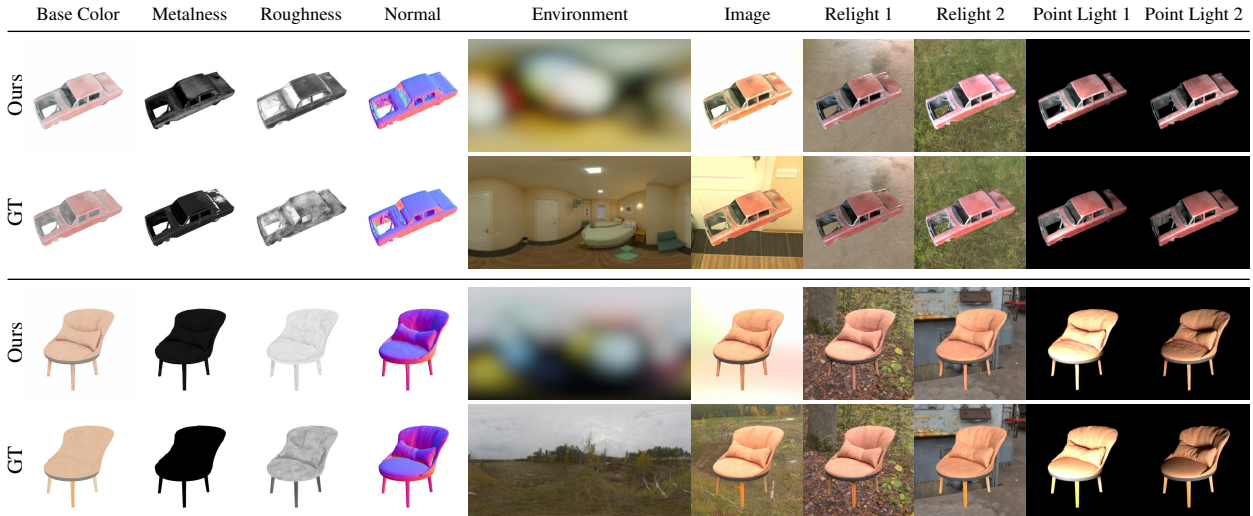 Base Color Metalness Roughness Normal Environment Image Relight 1 Relight 2 Point Light 1 Point Light 2
Ours
GT
Ours
GT